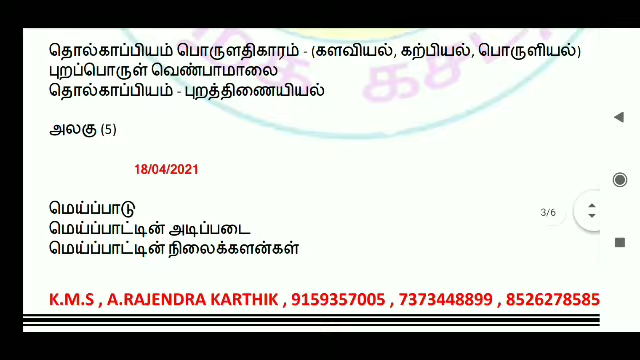 தொல்காப்பியம் பொருளதிகாரம் - (களவியல், கற்பியல், பொருளியல்)
புறப்பொருள் வெண்பாமாலை
தொல்காப்பியம் - புறத்திணையியல்
அலகு (5)
18/04/2021
மெய்ப்பாடு
மெய்ப்பாட்டின் அடிப்படை
மெய்ப்பாட்டின் நிலைக்களன்கள்
3/6
K.M.S , A.RAJENDRA KARTHIK , 9159357005 , 7373448899 , 8526278585